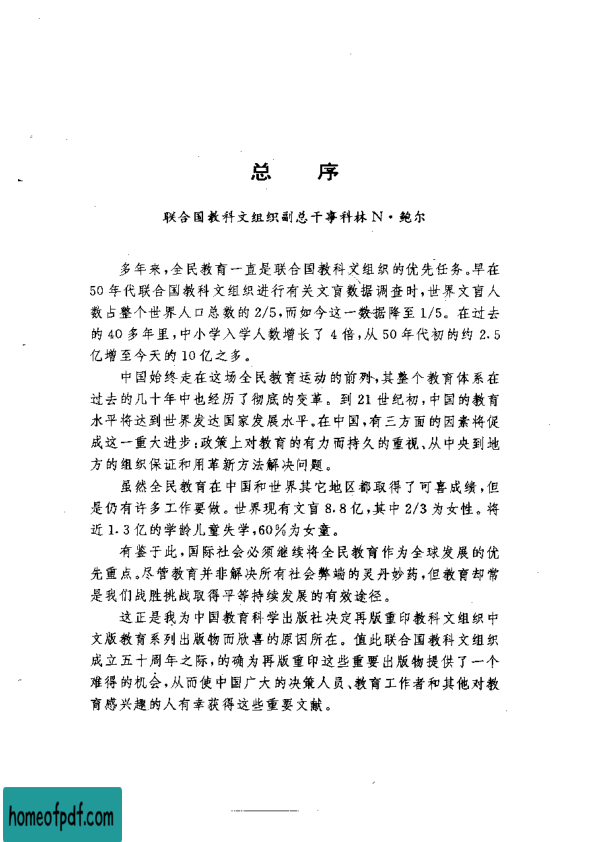 总 序
联合国教科文组织副总干事科林 N·鲍尔
多年来,全民教育一直是联合国教科文组织的优先任务。早在
50 年代联合国教科文组织进行有关文盲数据调查时,世界文盲人
数占整个世界人口总数的 2/5,而如今这一数据降至 1/5。在过去
的 40 多年里,中小学入学人数增长了 4 倍,从 50 年代初的约 2.5
亿增至今天的 10 亿之多。
中国始终走在这场全民教育运动的前列,其整个教育体系在
过去的几十年中也经历了彻底的变革。到 21 世纪初,中国的教育
水平将达到世界发达国家发展水平。在中国,有三方面的因素将促
成这一重大进步:政策上对教育的有力而持久的重视、从中央到地
方的组织保证和用革新方法解决问题。
虽然全民教育在中国和世界其它地区都取得了可喜成绩,但
是仍有许多工作要做。世界现有文盲 8.8 亿,其中 2/3 为女性。将
近 1.3 亿的学龄儿童失学,60%为女童。
有鉴于此,国际社会必须继续将全民教育作为全球发展的优
先重点。尽管教育并非解决所有社会弊端的灵丹妙药,但教育却常
是我们战胜挑战取得平等持续发展的有效途径。
这正是我为中国教育科学出版社决定再版重印教科文组织中
文版教育系列出版物而欣喜的原因所在。值此联合国教科文组织
成立五十周年之际,的确为再版重印这些重要出版物提供了一个
难得的机会,从而使中国广大的决策人员、教育工作者和其他对教
育感兴趣的人有幸获得这些重要文献。
homeofpdf.com